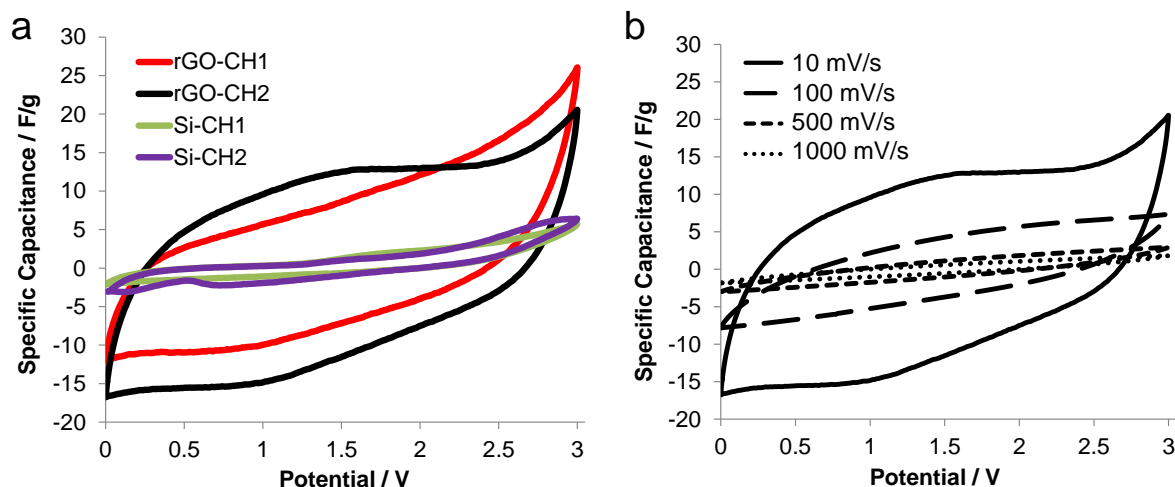 a
30
25
20
15
10
5
0
-5
-10
-15
-20
Specific Capacitance / F/g
rGO-CH1
rGO-CH2
Si-CH1
Si-CH2
0 0.5 1 1.5 2 2.5 3
Potential / V
b
30
25
20
15
10
5
0
-5
-10
-15
-20
Specific Capacitance / F/g
10 mV/s
100 mV/s
500 mV/s
1000 mV/s
0 0.5 1 1.5 2 2.5 3
Potential / V